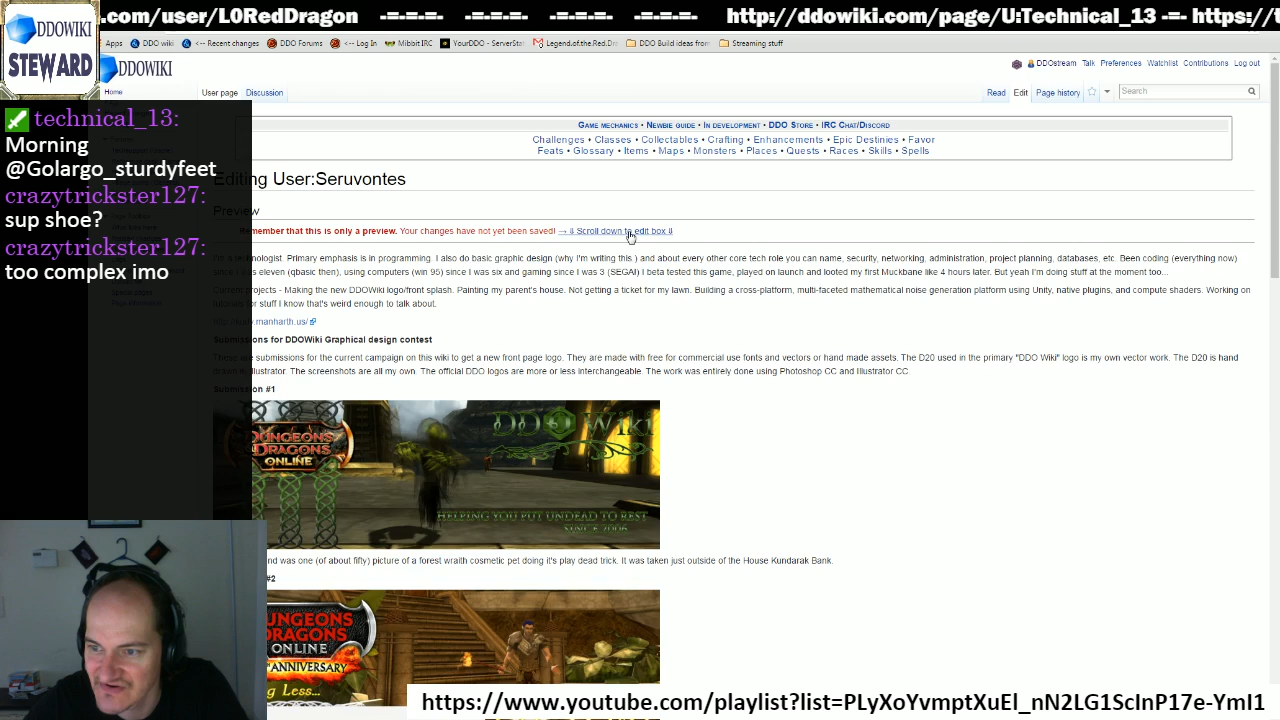 .com/user/L0RedDragon —-=-=-=- —-=-=-=- —-=-=-=- —-=-=-=- http://ddowiki.com/page/U:Technical_13 --- https://
DDOWIKI
STEWARD
Apps DDO wiki <-- Recent changes DDO Forums <-- Log In MibbitIRC YourDDO - ServerSta Legend.of.the.Red.Dr DDO Build ideas from Streaming stuff
DDOWIKI
DDOstream Talk Preferences Watchlist Contributions Log out
Home
User page Discussion
Read Edit Page history Search
Game mechanics • Newbie guide • In development • DDO Store • IRC Chat/Discord
Challenges • Classes • Collectables • Crafting • Enhancements • Epic Destinies • Favor
Feats • Glossary • Items • Maps • Monsters • Places • Quests • Races • Skills • Spells
technical_13:
Morning
@Golargo_sturdyfeet
crazytrickster127:
sup shoe?
crazytrickster127:
too complex imo
Editing User:Seruvontes
Preview
Remember that this is only a preview. Your changes have not yet been saved! → ⇓ Scroll down to edit box ⇓
technologist. Primary emphasis is in programming. I also do basic graphic design (why I'm writing this ) and about every other core tech role you can name, security, networking, administration, project planning, databases, etc. Been coding (everything now)
since I was eleven (qbasic then), using computers (win 95) since I was six and gaming since I was 3 (SEGA!) I beta tested this game, played on launch and looted my first Muckbane like 4 hours later. But yeah I'm doing stuff at the moment too...
Current projects - Making the new DDOWiki logo/front splash. Painting my parent's house. Not getting a ticket for my lawn. Building a cross-platform, multi-faceted mathematical noise generation platform using Unity, native plugins, and compute shaders. Working on
tutorials for stuff I know that's weird enough to talk about.
manharth.us/
Submissions for DDOWiki Graphical design contest
These are submissions for the current campaign on this wiki to get a new front page logo. They are made with free for commercial use fonts and vectors or hand made assets. The D20 used in the primary "DDO Wiki" logo is my own vector work. The D20 is hand
drawn in Illustrator. The screenshots are all my own. The official DDO logos are more or less interchangeable. The work was entirely done using Photoshop CC and Illustrator CC.
Submission #1
DUNGEONS
DRAGONS
ONLINE
DDO Wiki
HELPING YOU PUT UNDEAD TO REST
SINCE 2006
nd was one (of about fifty) picture of a forest wraith cosmetic pet doing it's play dead trick. It was taken just outside of the House Kundarak Bank.
#2
UNGEONS
DRAGONS
ONLINE
ANNIVERSARY
g Less...
https://www.youtube.com/playlist?list=PLyXoYvmptXuEl_nN2LG1ScInP17e-YmI1